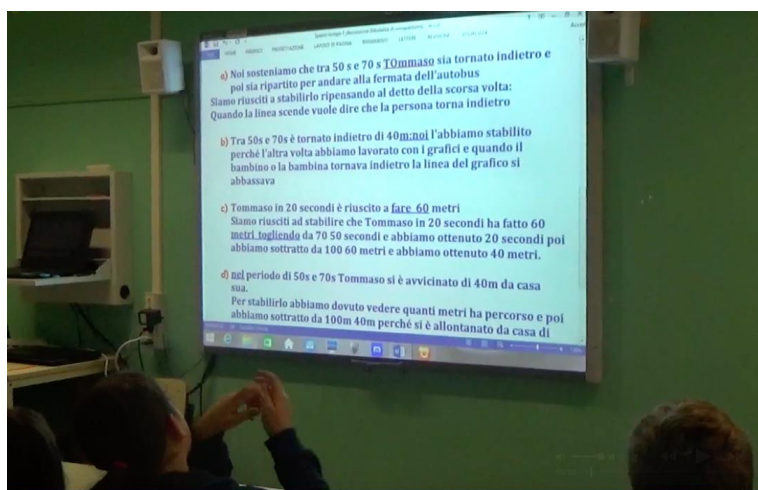 a) Noi sosteniamo che tra 50 s e 70 s TOmmaso sia tornato indietro e
poi sia ripartito per andare alla fermata dell'autobus
Siamo riusciti a stabilirlo ripensando al detto della scorsa volta:
Quando la linea scende vuole dire che la persona torna indietro
b) Tra 50s e 70s è tornato indietro di 40m:noi l'abbiamo stabilito
perché l'altra volta abbiamo lavorato con i grafici e quando il
bambino o la bambina tornava indietro la linea del grafico si
abbassava
c) Tommaso in 20 secondi è riuscito a fare 60 metri
Siamo riusciti ad stabilire che Tommaso in 20 secondi ha fatto 60
metri togliendo da 70 50 secondi e abbiamo ottenuto 20 secondi poi
abbiamo sottratto da 100 60 metri e abbiamo ottenuto 40 metri.
d) nel periodo di 50s e 70s Tommaso si è avvicinato di 40m da casa
sua.
Per stabilirlo abbiamo dovuto vedere quanti metri ha percorso e poi
abbiamo sottratto da 100m 40m perché si è allontanato da casa di